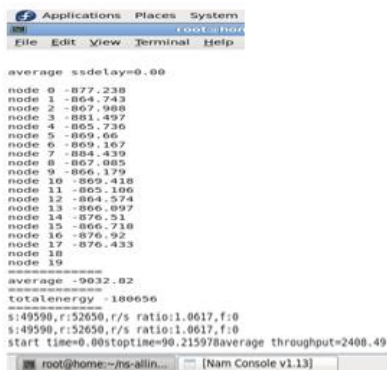 Applications Places System
File Edit View Terminal Help
average ssdelay=0.00
node 0 -877.238
node 1 -864.743
node 2 -867.988
node 3 -881.497
node 4 -865.736
node 5 -869.66
node 6 -869.167
node 7 -884.439
node 8 -867.085
node 9 -866.179
node 10 -869.418
node 11 -865.106
node 12 -864.574
node 13 -866.097
node 14 -876.51
node 15 -866.718
node 16 -876.92
node 17 -876.433
node 18
node 19
============
average -9032.82
============
totalenergy -180656
============
s:49590,r:52650,r/s ratio:1.0617,f:0
s:49590,r:52650,r/s ratio:1.0617,f:0
start time=0.00stoptime=90.215978average throughput=2408.49
root@home:~/ns-allin... [Nam Console v1.13]